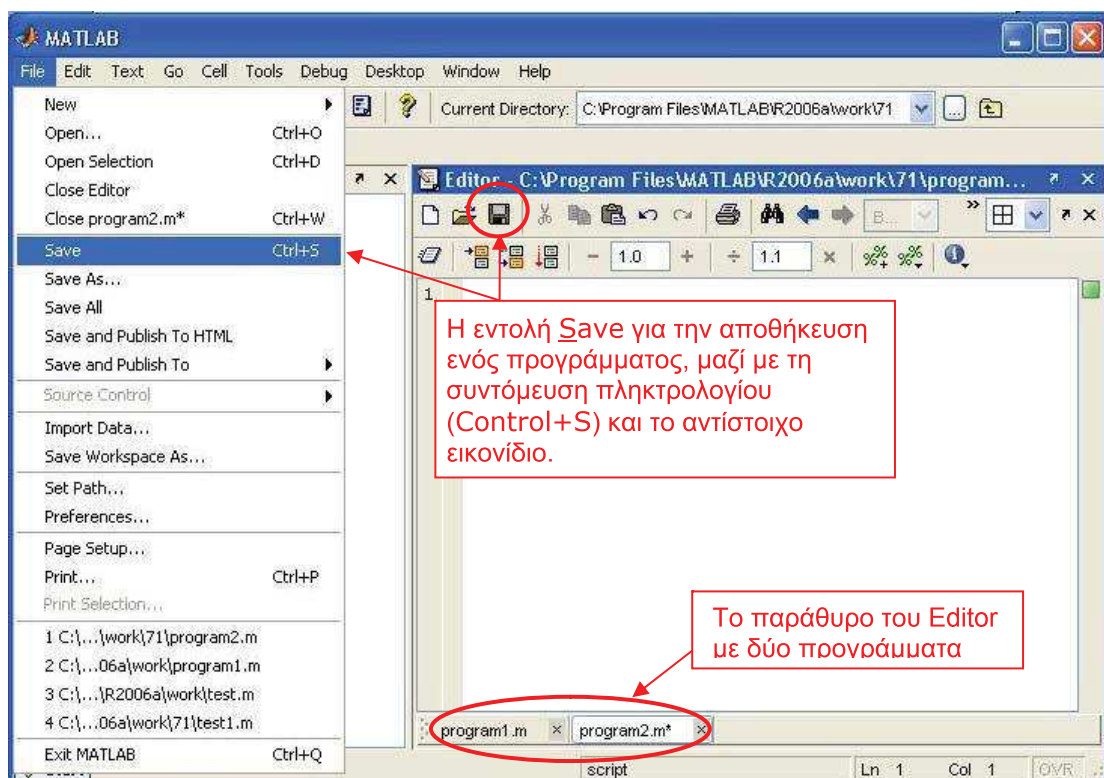 MATLAB
File Edit Text Go Cell Tools Debug Desktop Window Help
New
Open... Ctrl+O
Open Selection Ctrl+D
Close Editor
Close program2.m* Ctrl+W
Save Ctrl+S
Save As...
Save All
Save and Publish To HTML
Save and Publish To
Source Control
Import Data...
Save Workspace As...
Set Path...
Preferences...
Page Setup...
Print... Ctrl+P
Print Selection...
1 C:\...\work\71\program2.m
2 C:\...06a\work\program1.m
3 C:\...\R2006a\work\test.m
4 C:\...06a\work\71\test1.m
Exit MATLAB Ctrl+Q
Current Directory: C:\Program Files\MATLAB\R2006a\work\71 ...
Editor - C:\Program Files\MATLAB\R2006a\work\71\program...
B... »
− 1.0 + ÷ 1.1 ×
1
Η εντολή Save για την αποθήκευση
ενός προγράμματος, μαζί με τη
συντόμευση πληκτρολογίου
(Control+S) και το αντίστοιχο
εικονίδιο.
Το παράθυρο του Editor
με δύο προγράμματα
program1.m × program2.m* ×
script Ln 1 Col 1 OVR